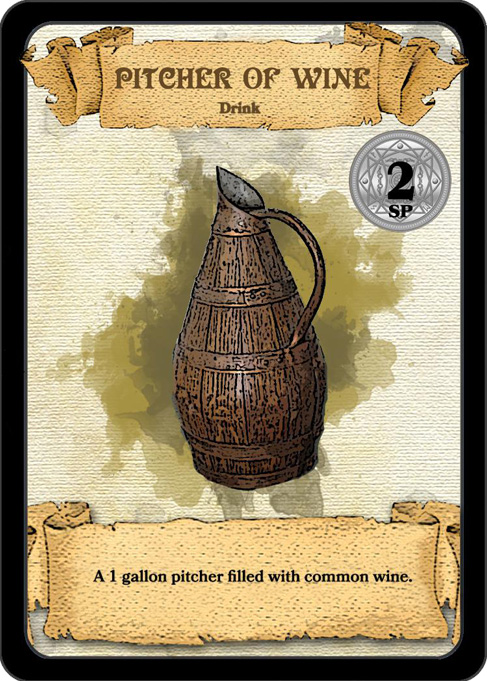 PITCHER OF WINE
Drink
2
SP
A 1 gallon pitcher filled with common wine.